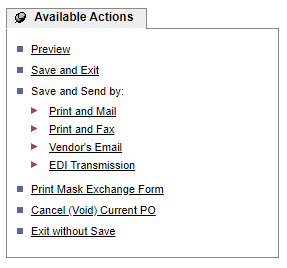 Available Actions
Preview
Save and Exit
Save and Send by:
Print and Mail
Print and Fax
Vendor's Email
EDI Transmission
Print Mask Exchange Form
Cancel (Void) Current PO
Exit without Save